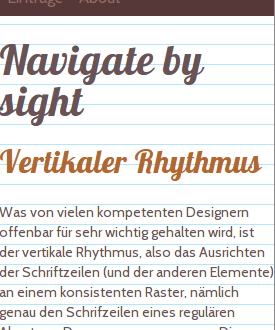 Einträge About
Navigate by
sight
Vertikaler Rhythmus
Was von vielen kompetenten Designern
offenbar für sehr wichtig gehalten wird, ist
der vertikale Rhythmus, also das Ausrichten
der Schriftzeilen (und der anderen Elemente)
an einem konsistenten Raster, nämlich
genau den Schrifzeilen eines regulären